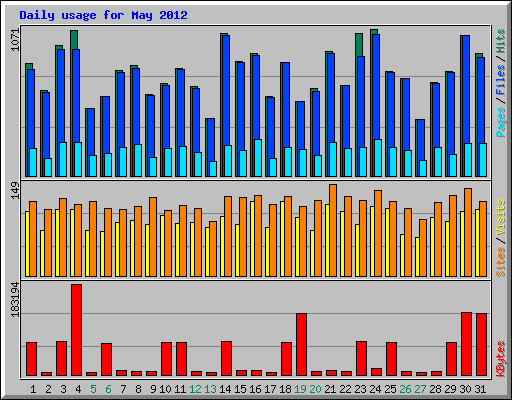 Daily usage for May 2012
1071
Pages / Files / Hits
149
Sites / Visits
183194
KBytes
1 2 3 4 5 6 7 8 9 10 11 12 13 14 15 16 17 18 19 20 21 22 23 24 25 26 27 28 29 30 31